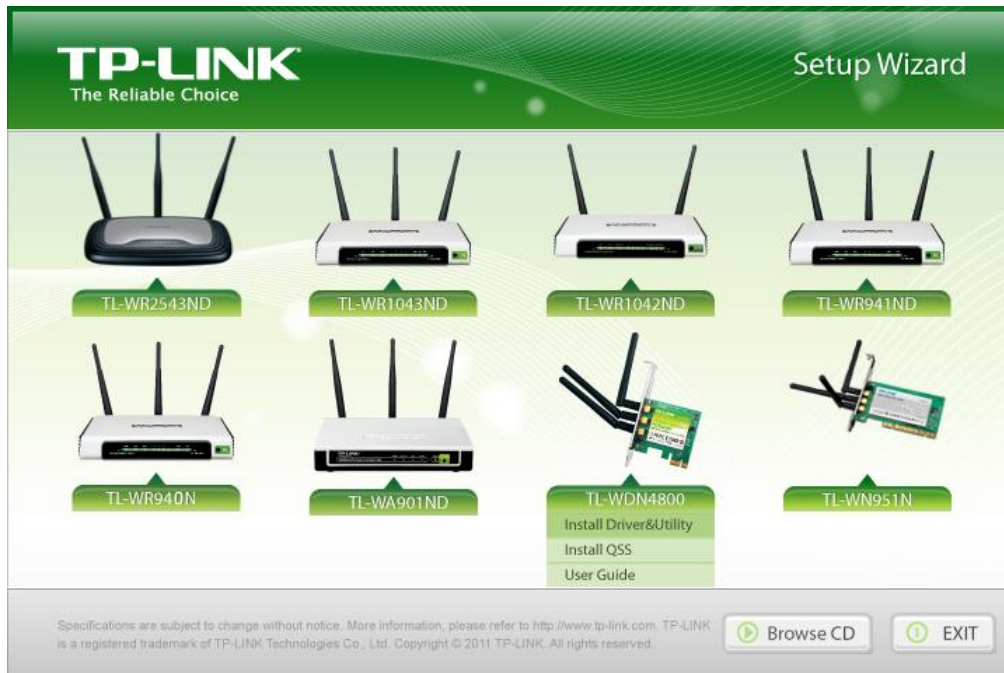 TP-LINK
The Reliable Choice
Setup Wizard
TL-WR2543ND
TL-WR1043ND
TL-WR1042ND
TL-WR941ND
TL-WR940N
TL-WA901ND
TL-WDN4800
TL-WN951N
Install Driver&Utility
Install QSS
User Guide
Specifications are subject to change without notice. More information, please refer to http://www.tp-link.com. TP-LINK
is a registered trademark of TP-LINK Technologies Co., Ltd. Copyright © 2011 TP-LINK. All rights reserved.
Browse CD
EXIT